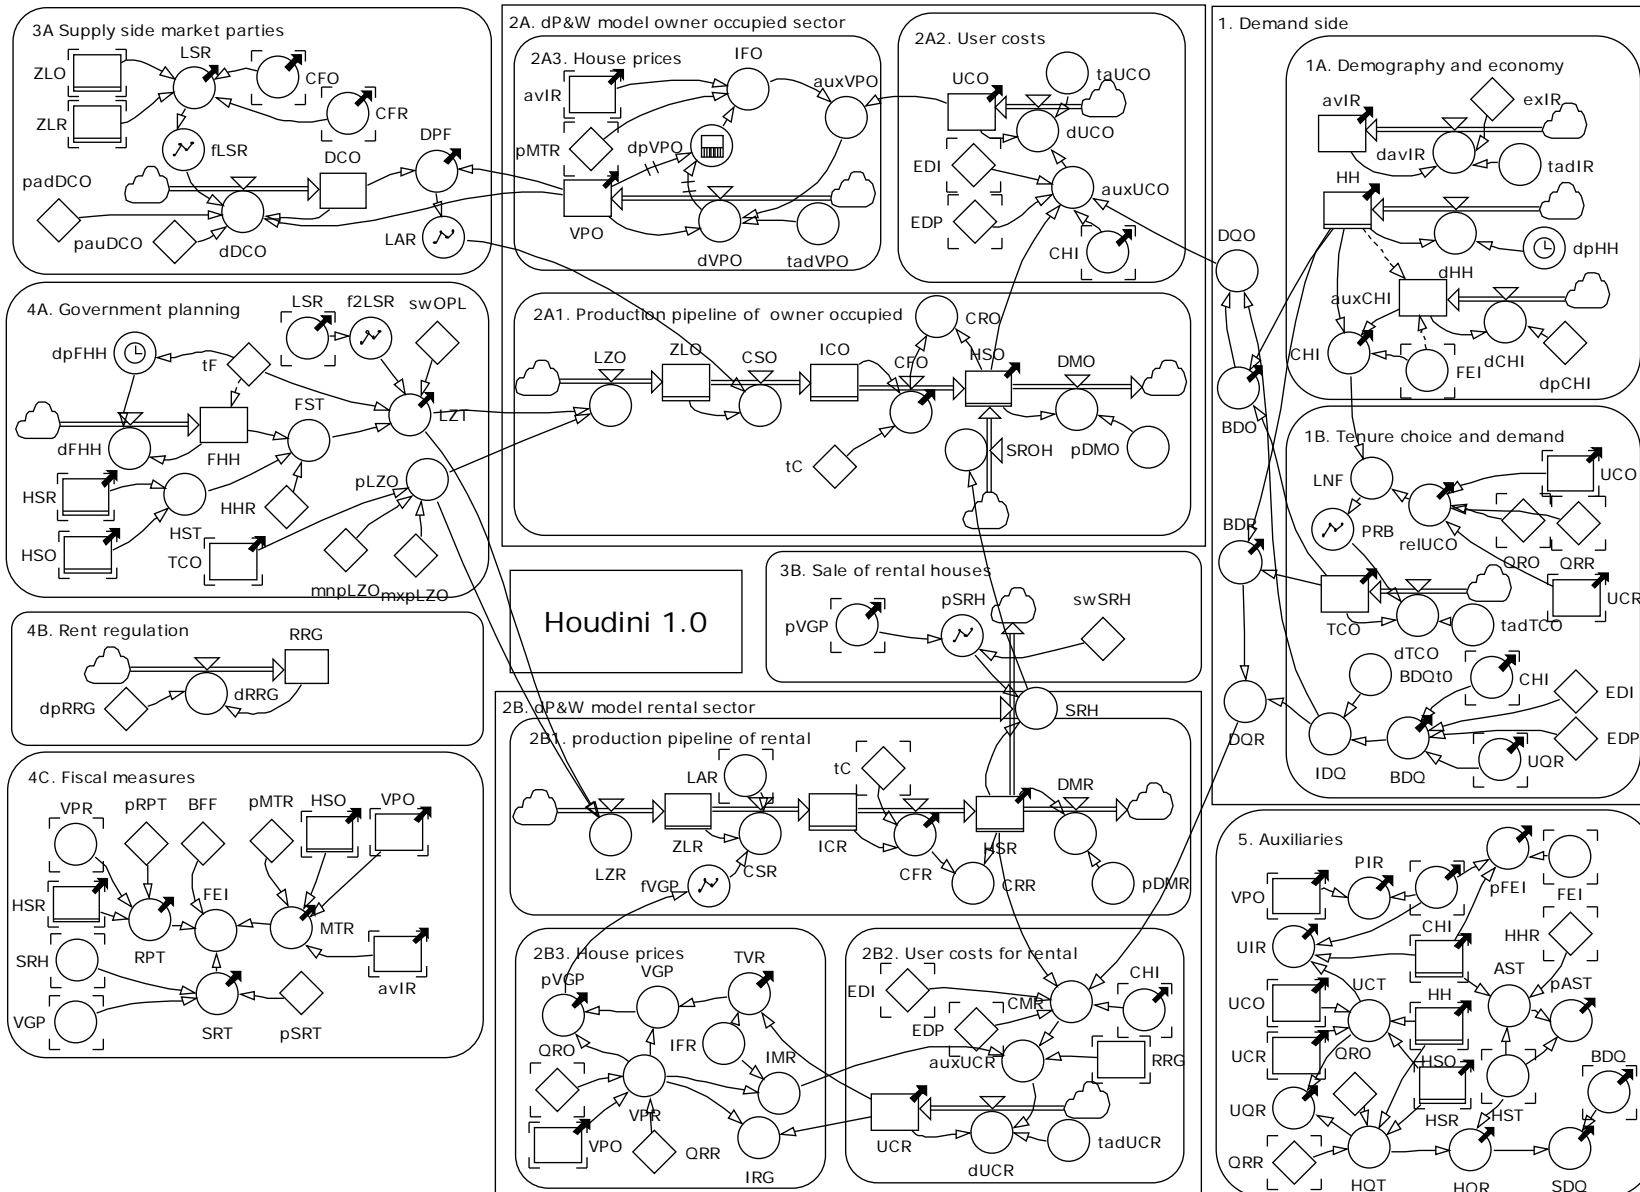 3A Supply side market parties
ZLO
LSR
CFO
ZLR
CFR
fLSR
DPF
DCO
padDCO
pauDCO
dDCO
LAR
2A. dP&W model owner occupied sector
2A3. House prices
IFO
auxVPO
avIR
pMTR
dpVPO
VPO
dVPO
tadVPO
2A2. User costs
UCO
taUCO
dUCO
EDI
auxUCO
EDP
CHI
1. Demand side
1A. Demography and economy
avIR
exIR
davIR
tadIR
HH
dpHH
dHH
auxCHI
CHI
dCHI
FEI
dpCHI
DQO
BDO
4A. Government planning
LSR
f2LSR
swOPL
dpFHH
tF
FST
LZT
dFHH
FHH
HSR
HHR
pLZO
HST
HSO
TCO
mnpLZO
mxpLZO
2A1. Production pipeline of owner occupied
CRO
LZO
ZLO
CSO
ICO
CFO
HSO
DMO
tC
SROH
pDMO
1B. Tenure choice and demand
LNF
UCO
BDR
PRB
relUCO
QRO
QRR
UCR
TCO
tadTCO
dTCO
BDQt0
CHI
EDI
EDP
UQR
DQR
IDQ
BDQ
4B. Rent regulation
RRG
dRRG
dpRRG
Houdini 1.0
3B. Sale of rental houses
pVGP
pSRH
swSRH
SRH
2B. dP&W model rental sector
2B1. production pipeline of rental
LAR
tC
DMR
LZR
ZLR
CSR
ICR
CFR
HSR
CRR
pDMR
fVGP
4C. Fiscal measures
VPR
pRPT
BFF
pMTR
HSO
VPO
HSR
FEI
RPT
MTR
SRH
avIR
VGP
SRT
pSRT
2B3. House prices
pVGP
VGP
TVR
QRO
IFR
IMR
VPR
VPO
QRR
IRG
2B2. User costs for rental
EDI
CMR
CHI
EDP
auxUCR
RRG
UCR
dUCR
tadUCR
5. Auxiliaries
PIR
pFEI
FEI
VPO
CHI
UIR
HHR
AST
UCO
UCT
HH
pAST
UCR
QRO
HSO
BDQ
UQR
HSR
HST
QRR
HQT
HQR
SDQ